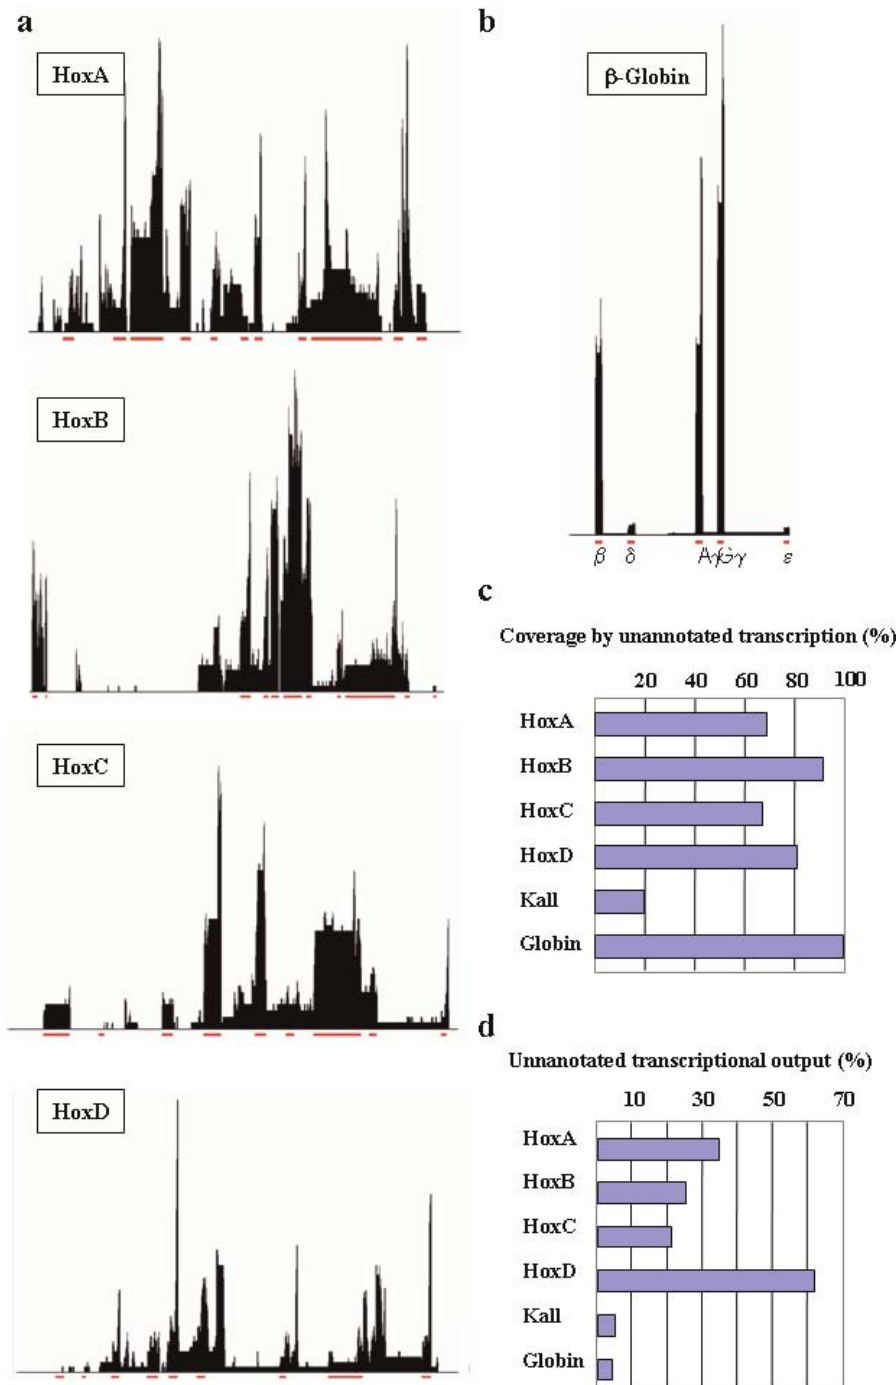 a
HoxA
HoxB
HoxC
HoxD
b
β-Globin
β δ Aγ Gγ ε
c
Coverage by unannotated transcription (%)
20 40 60 80 100
HoxA
HoxB
HoxC
HoxD
Kall
Globin
d
Unnanotated transcriptional output (%)
10 30 50 70
HoxA
HoxB
HoxC
HoxD
Kall
Globin